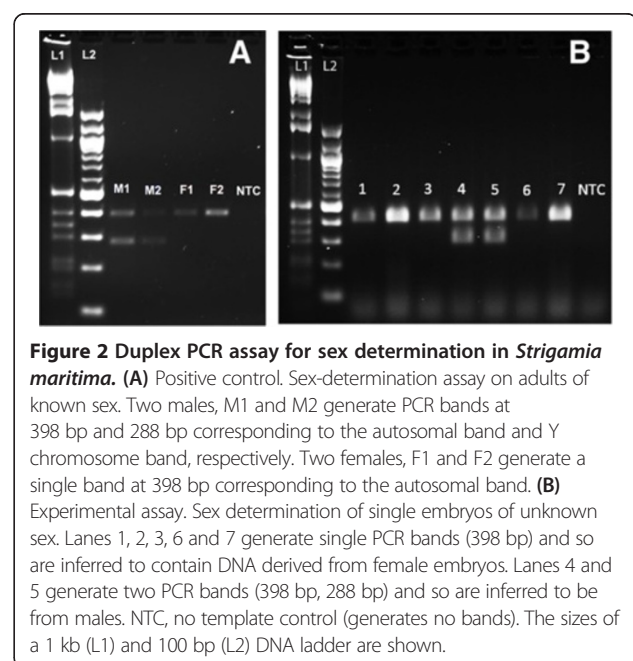 A
B
L1
L2
M1 M2 F1 F2 NTC
L1
L2
1 2 3 4 5 6 7 NTC
Figure 2 Duplex PCR assay for sex determination in Strigamia
maritima. (A) Positive control. Sex-determination assay on adults of
known sex. Two males, M1 and M2 generate PCR bands at
398 bp and 288 bp corresponding to the autosomal band and Y
chromosome band, respectively. Two females, F1 and F2 generate a
single band at 398 bp corresponding to the autosomal band. (B)
Experimental assay. Sex determination of single embryos of unknown
sex. Lanes 1, 2, 3, 6 and 7 generate single PCR bands (398 bp) and so
are inferred to contain DNA derived from female embryos. Lanes 4 and
5 generate two PCR bands (398 bp, 288 bp) and so are inferred to be
from males. NTC, no template control (generates no bands). The sizes of
a 1 kb (L1) and 100 bp (L2) DNA ladder are shown.